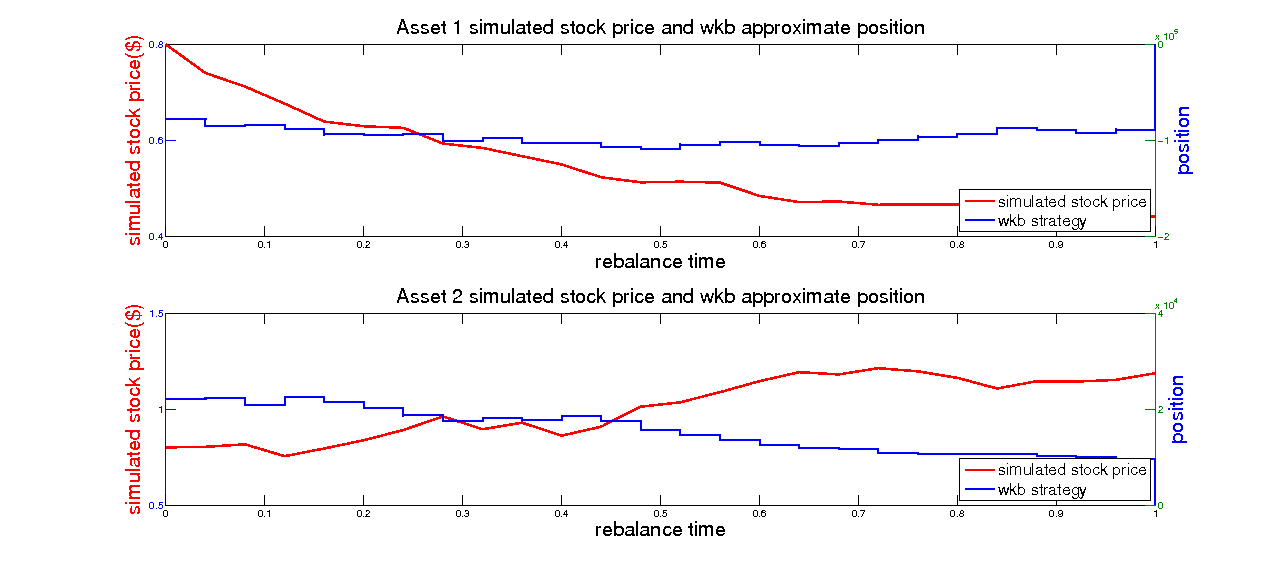 Asset 1 simulated stock price and wkb approximate position
x 10^5
simulated stock price($)
0.8
0.6
0.4
0
-1
-2
position
simulated stock price
wkb strategy
0 0.1 0.2 0.3 0.4 0.5 0.6 0.7 0.8 0.9 1
rebalance time
Asset 2 simulated stock price and wkb approximate position
x 10^4
simulated stock price($)
1.5
1
0.5
4
2
0
position
simulated stock price
wkb strategy
0 0.1 0.2 0.3 0.4 0.5 0.6 0.7 0.8 0.9 1
rebalance time